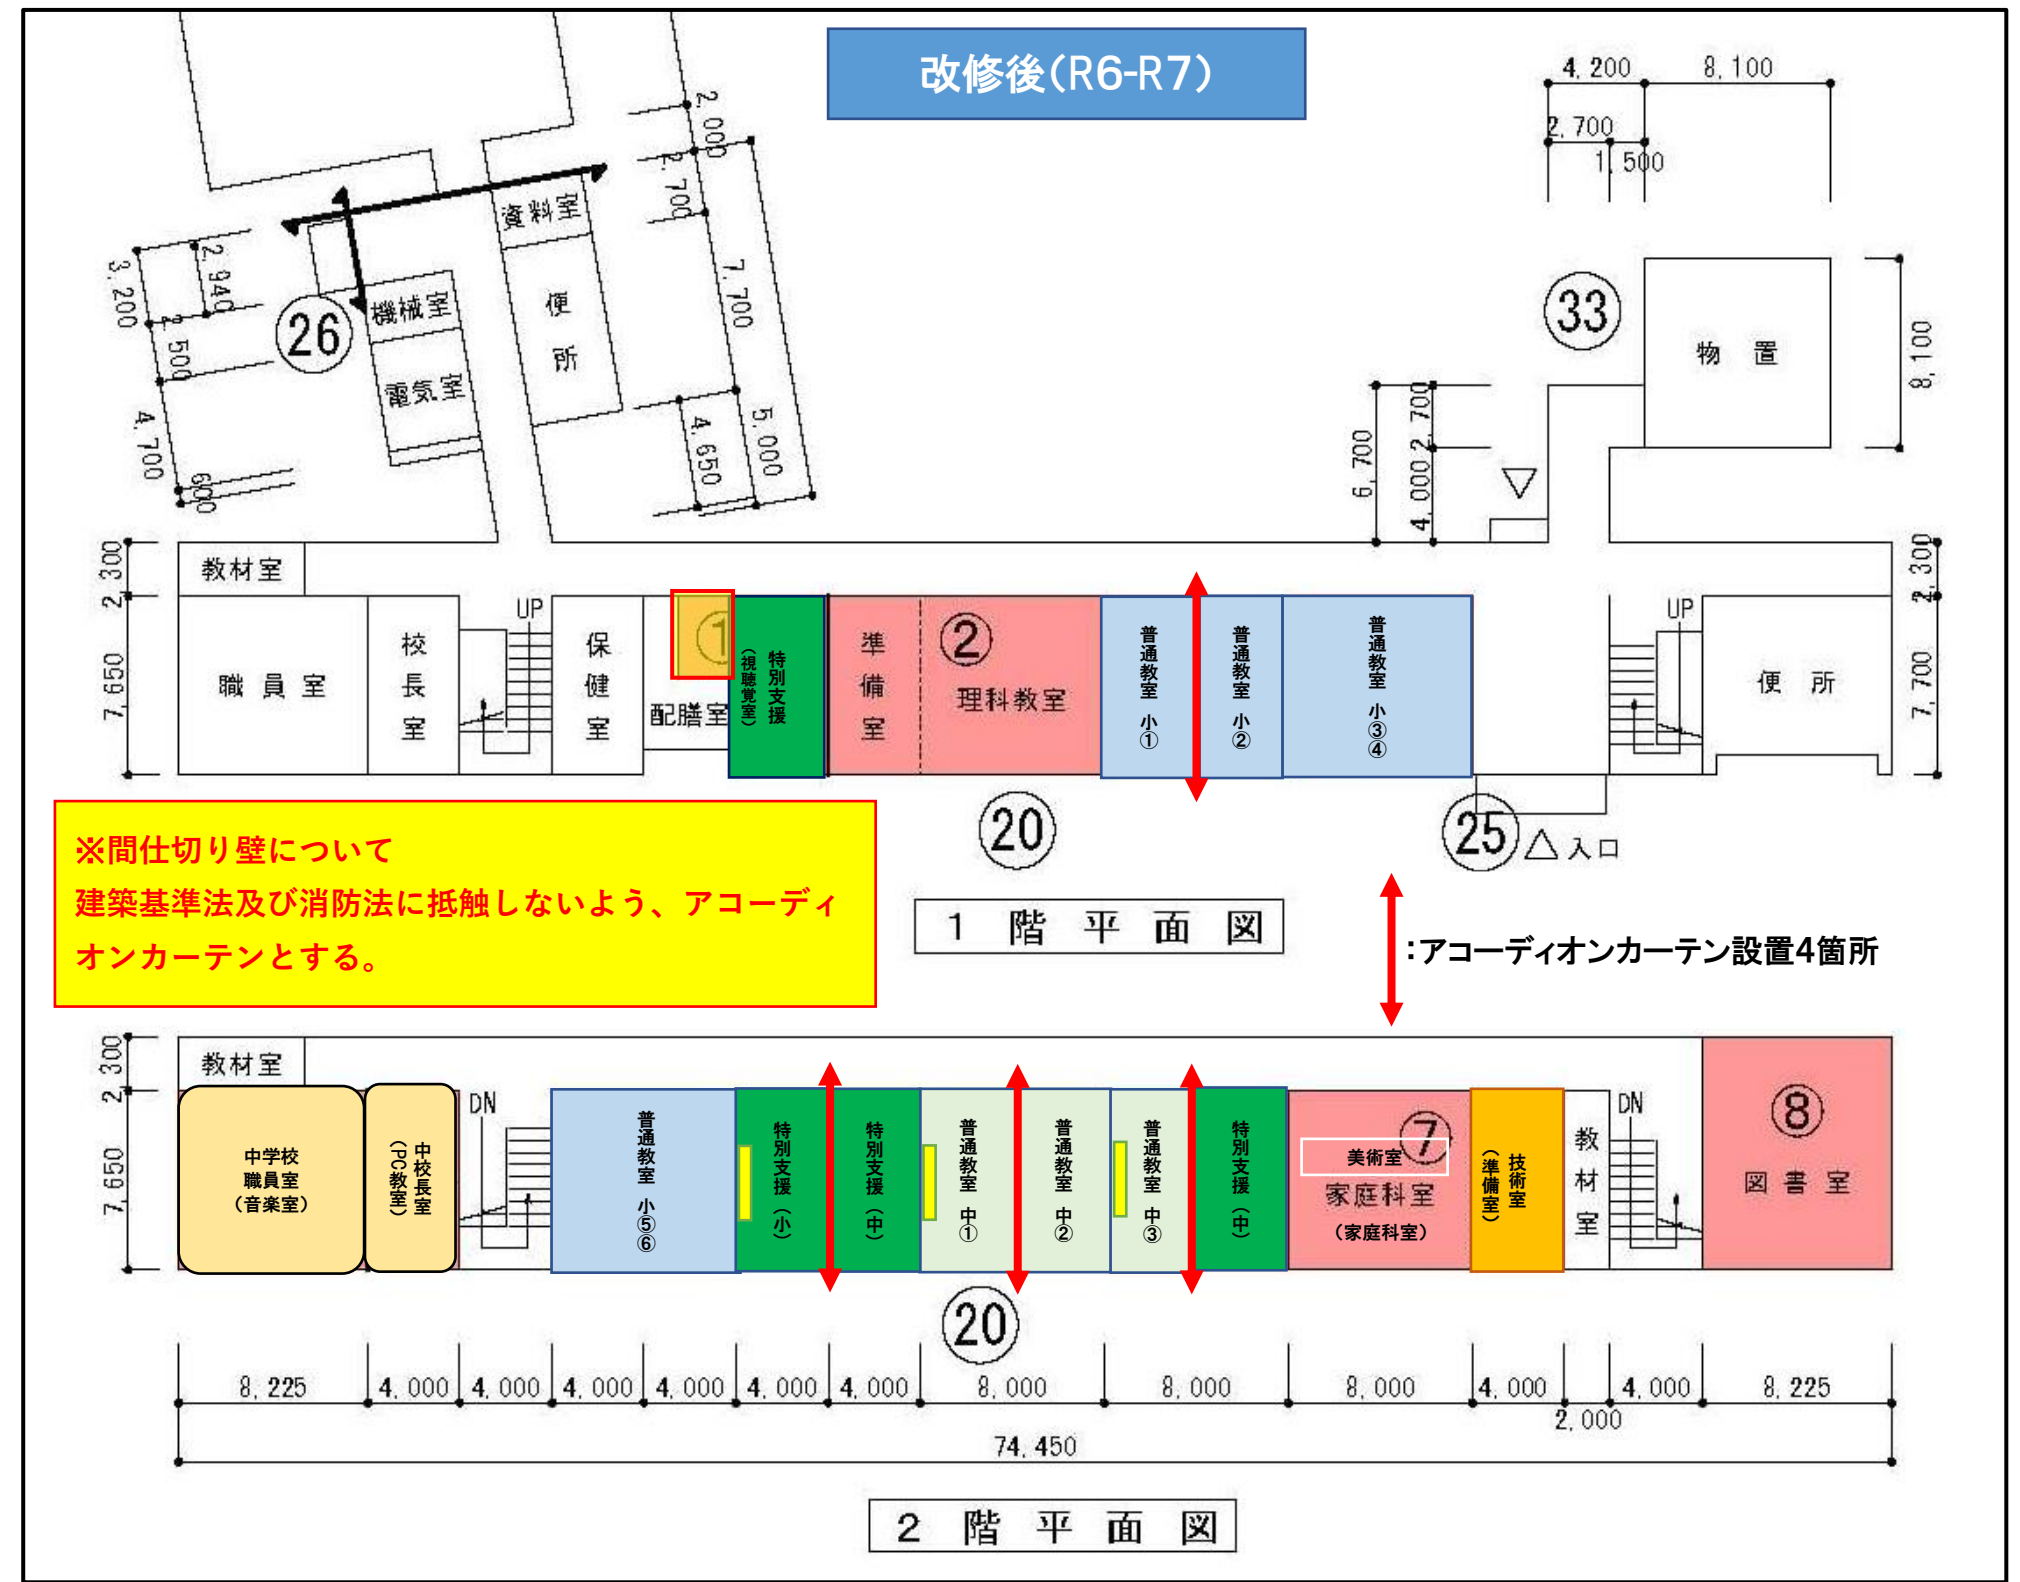 改修後(R6-R7)
4,200
8,100
2,700
1,500
2,000
2,700
7,700
4,650
5,000
資料室
便所
機械室
電気室
26
3,200
2,940
2,500
4,700
600
33
物置
8,100
6,700
2,700
4,000
2,300
7,650
教材室
職員室
校長室
UP
保健室
①
配膳室
特別支援
(視聴覚室)
準備室
②
理科教室
普通教室 小①
普通教室 小②
普通教室 小③④
UP
便所
2,300
7,700
20
25
△入口
※間仕切り壁について
建築基準法及び消防法に抵触しないよう、アコーディ
オンカーテンとする。
1階平面図
:アコーディオンカーテン設置4箇所
2,300
7,650
教材室
中学校
職員室
(音楽室)
中校長室
(PC教室)
DN
普通教室 小⑤⑥
特別支援(小)
特別支援(中)
普通教室 中①
普通教室 中②
普通教室 中③
特別支援(中)
⑦
美術室
家庭科室
(家庭科室)
技術室
(準備室)
教材室
DN
⑧
図書室
20
8,225
4,000
4,000
4,000
4,000
4,000
4,000
8,000
8,000
8,000
4,000
2,000
4,000
8,225
74,450
2階平面図